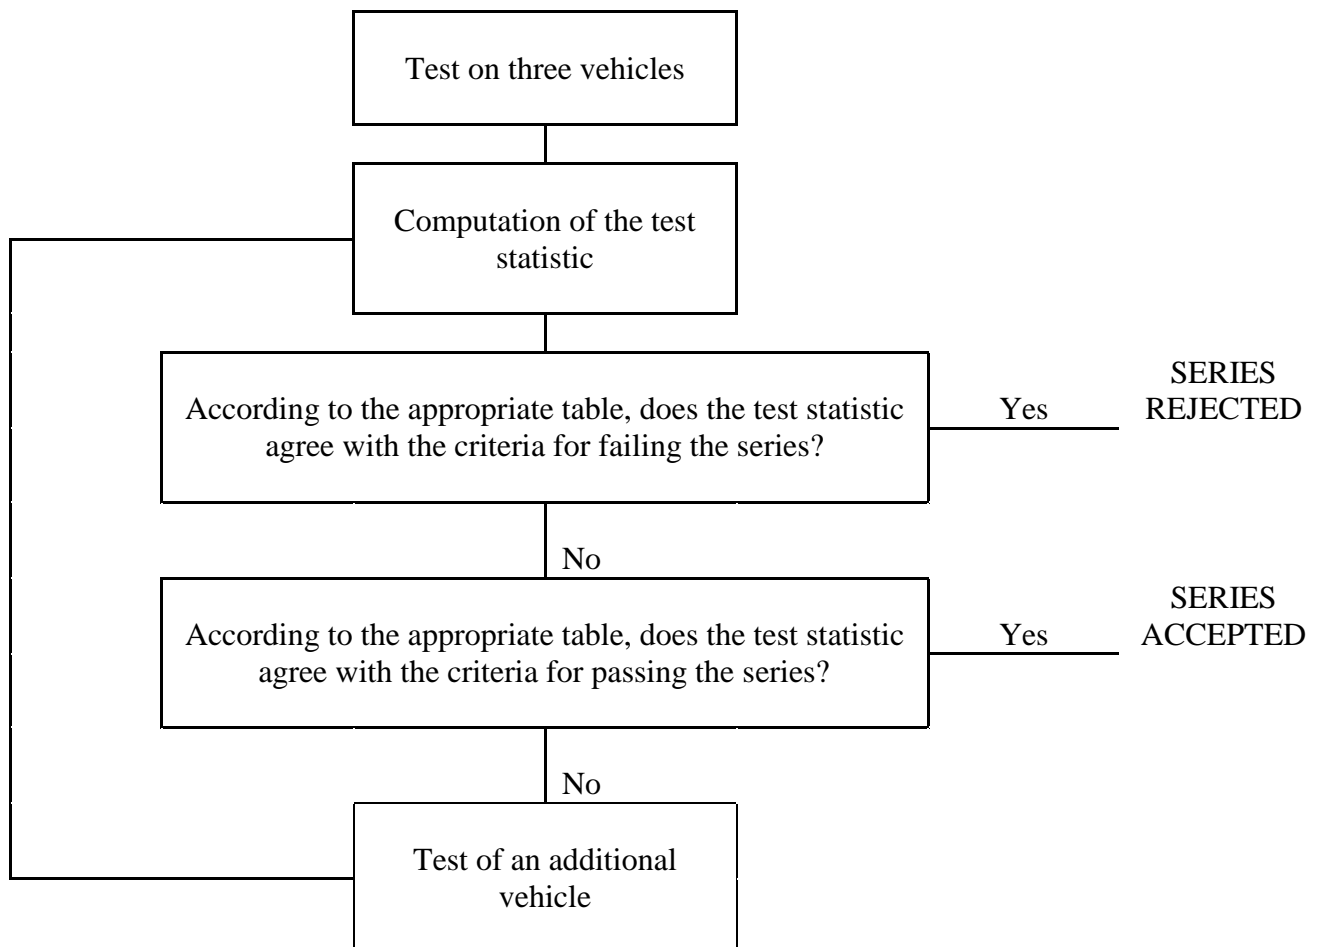 Test on three vehicles
Computation of the test
statistic
According to the appropriate table, does the test statistic
agree with the criteria for failing the series?
Yes
SERIES
REJECTED
No
According to the appropriate table, does the test statistic
agree with the criteria for passing the series?
Yes
SERIES
ACCEPTED
No
Test of an additional
vehicle